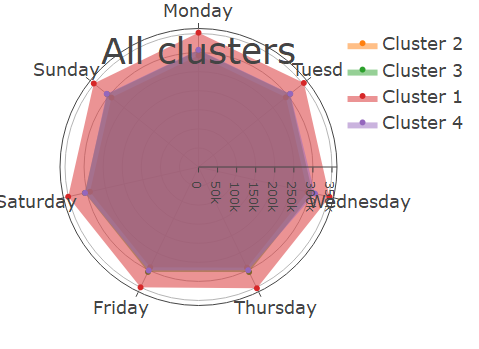 Monday
All clusters
Cluster 2
Cluster 3
Cluster 1
Cluster 4
Sunday
Tuesd
0
50k
100k
150k
200k
250k
300k
350k
Saturday
Wednesday
Friday
Thursday